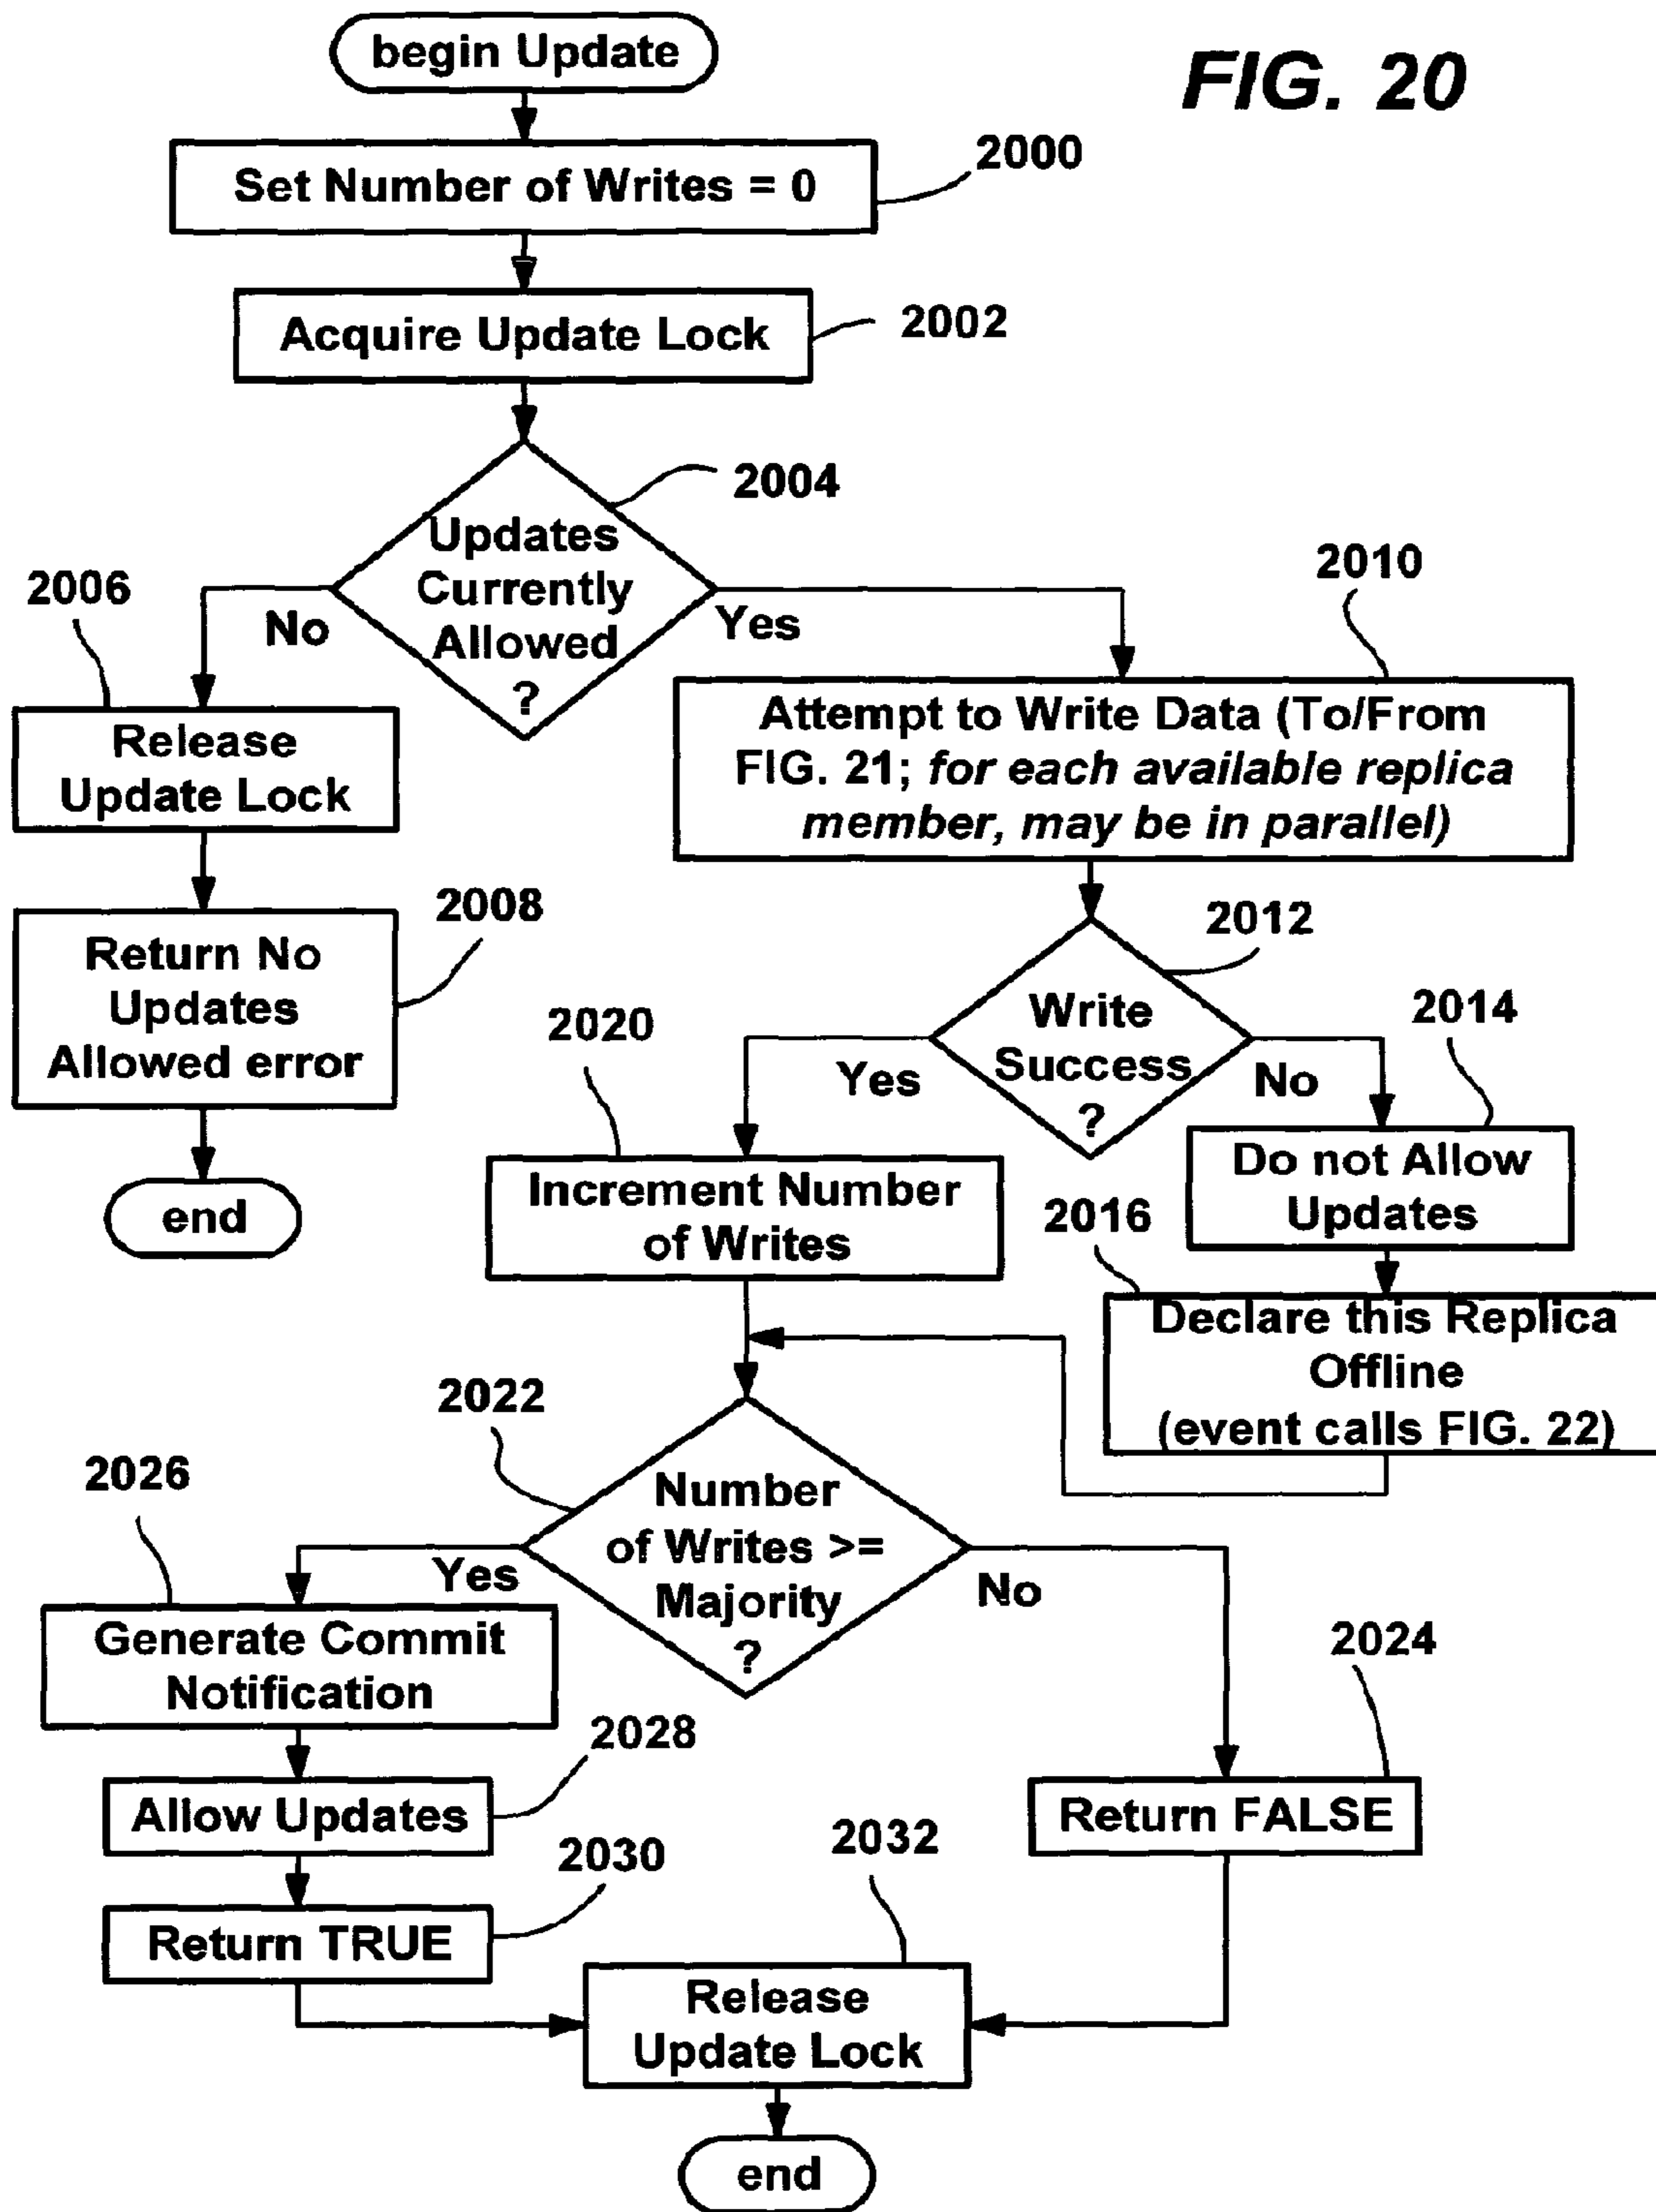 begin Update
FIG. 20
2000
Set Number of Writes = 0
2002
Acquire Update Lock
2004
Updates
Currently
Allowed
?
2006
No
Yes
2010
Release
Update Lock
Attempt to Write Data (To/From
FIG. 21; for each available replica
member, may be in parallel)
2008
Return No
Updates
Allowed error
end
2012
Write
Success
?
2020
Yes
No
2014
Increment Number
of Writes
Do not Allow
Updates
2016
Declare this Replica
Offline
(event calls FIG. 22)
2022
Number
of Writes >=
Majority
?
2026
Yes
No
2024
Generate Commit
Notification
2028
Allow Updates
Return FALSE
2030
Return TRUE
2032
Release
Update Lock
end